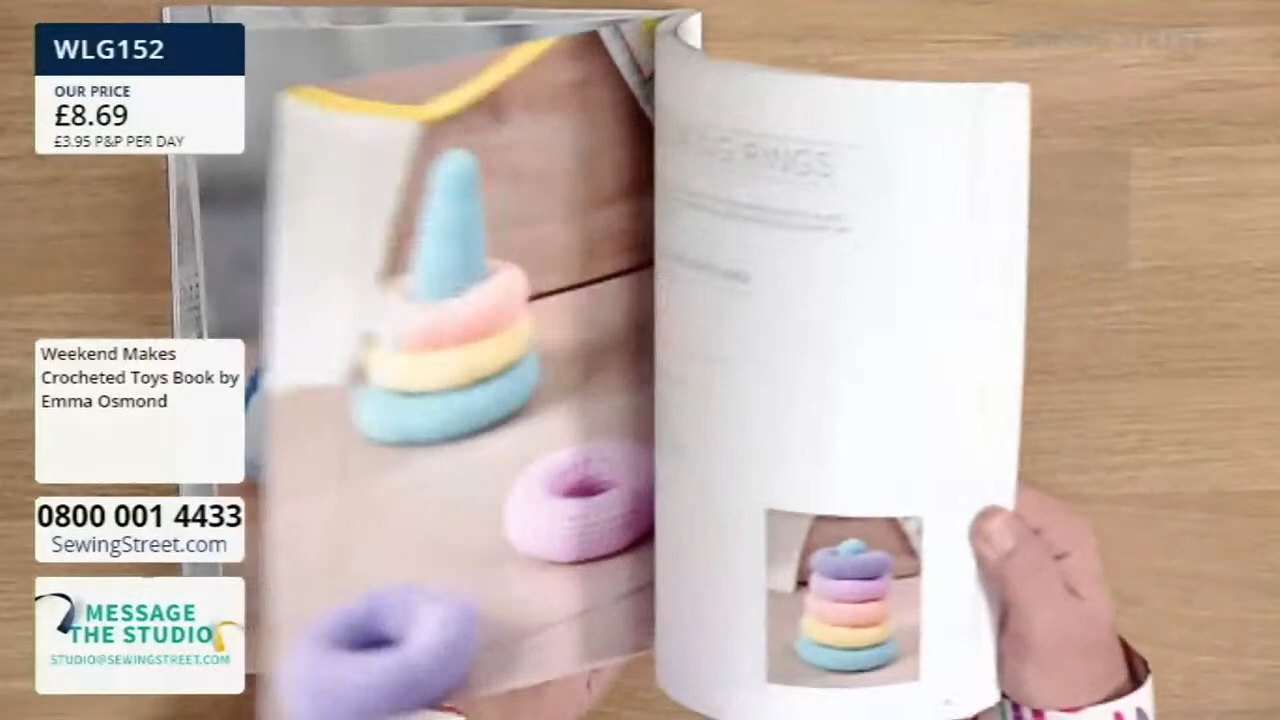 WLG152
OUR PRICE
£8.69
£3.95 P&P PER DAY
RINGS
Weekend Makes
Crocheted Toys Book by
Emma Osmond
0800 001 4433
SewingStreet.com
MESSAGE
THE STUDIO
STUDIO@SEWINGSTREET.COM